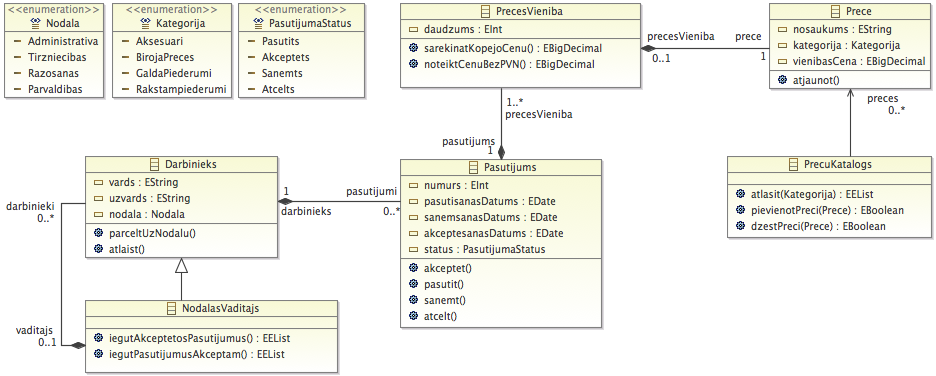 <<enumeration>>
Nodala
Administrativa
Tirzniecibas
Razosanas
Parvaldibas
<<enumeration>>
Kategorija
Aksesuari
BirojaPreces
GaldaPiederumi
Rakstampiederumi
<<enumeration>>
PasutijumaStatus
Pasutits
Akceptets
Sanemts
Atcelts
PrecesVieniba
daudzums : EInt
sarekinatKopejoCenu() : EBigDecimal
noteiktCenuBezPVN() : EBigDecimal
precesVieniba
0..1
prece
1
Prece
nosaukums : EString
kategorija : Kategorija
vienibasCena : EBigDecimal
atjaunot()
1..*
precesVieniba
pasutijums
1
preces
0..*
Darbinieks
vards : EString
uzvards : EString
nodala : Nodala
parceltUzNodalu()
atlaist()
1
darbinieks
pasutijumi
0..*
Pasutijums
numurs : EInt
pasutisanasDatums : EDate
sanemsanasDatums : EDate
akceptesanasDatums : EDate
status : PasutijumaStatus
akceptet()
pasutit()
sanemt()
atcelt()
PrecuKatalogs
atlasit(Kategorija) : EEList
pievienotPreci(Prece) : EBoolean
dzestPreci(Prece) : EBoolean
darbinieki
0..*
vaditajs
0..1
NodalasVaditajs
iegutAkceptetosPasutijumus() : EEList
iegutPasutijumusAkceptam() : EEList